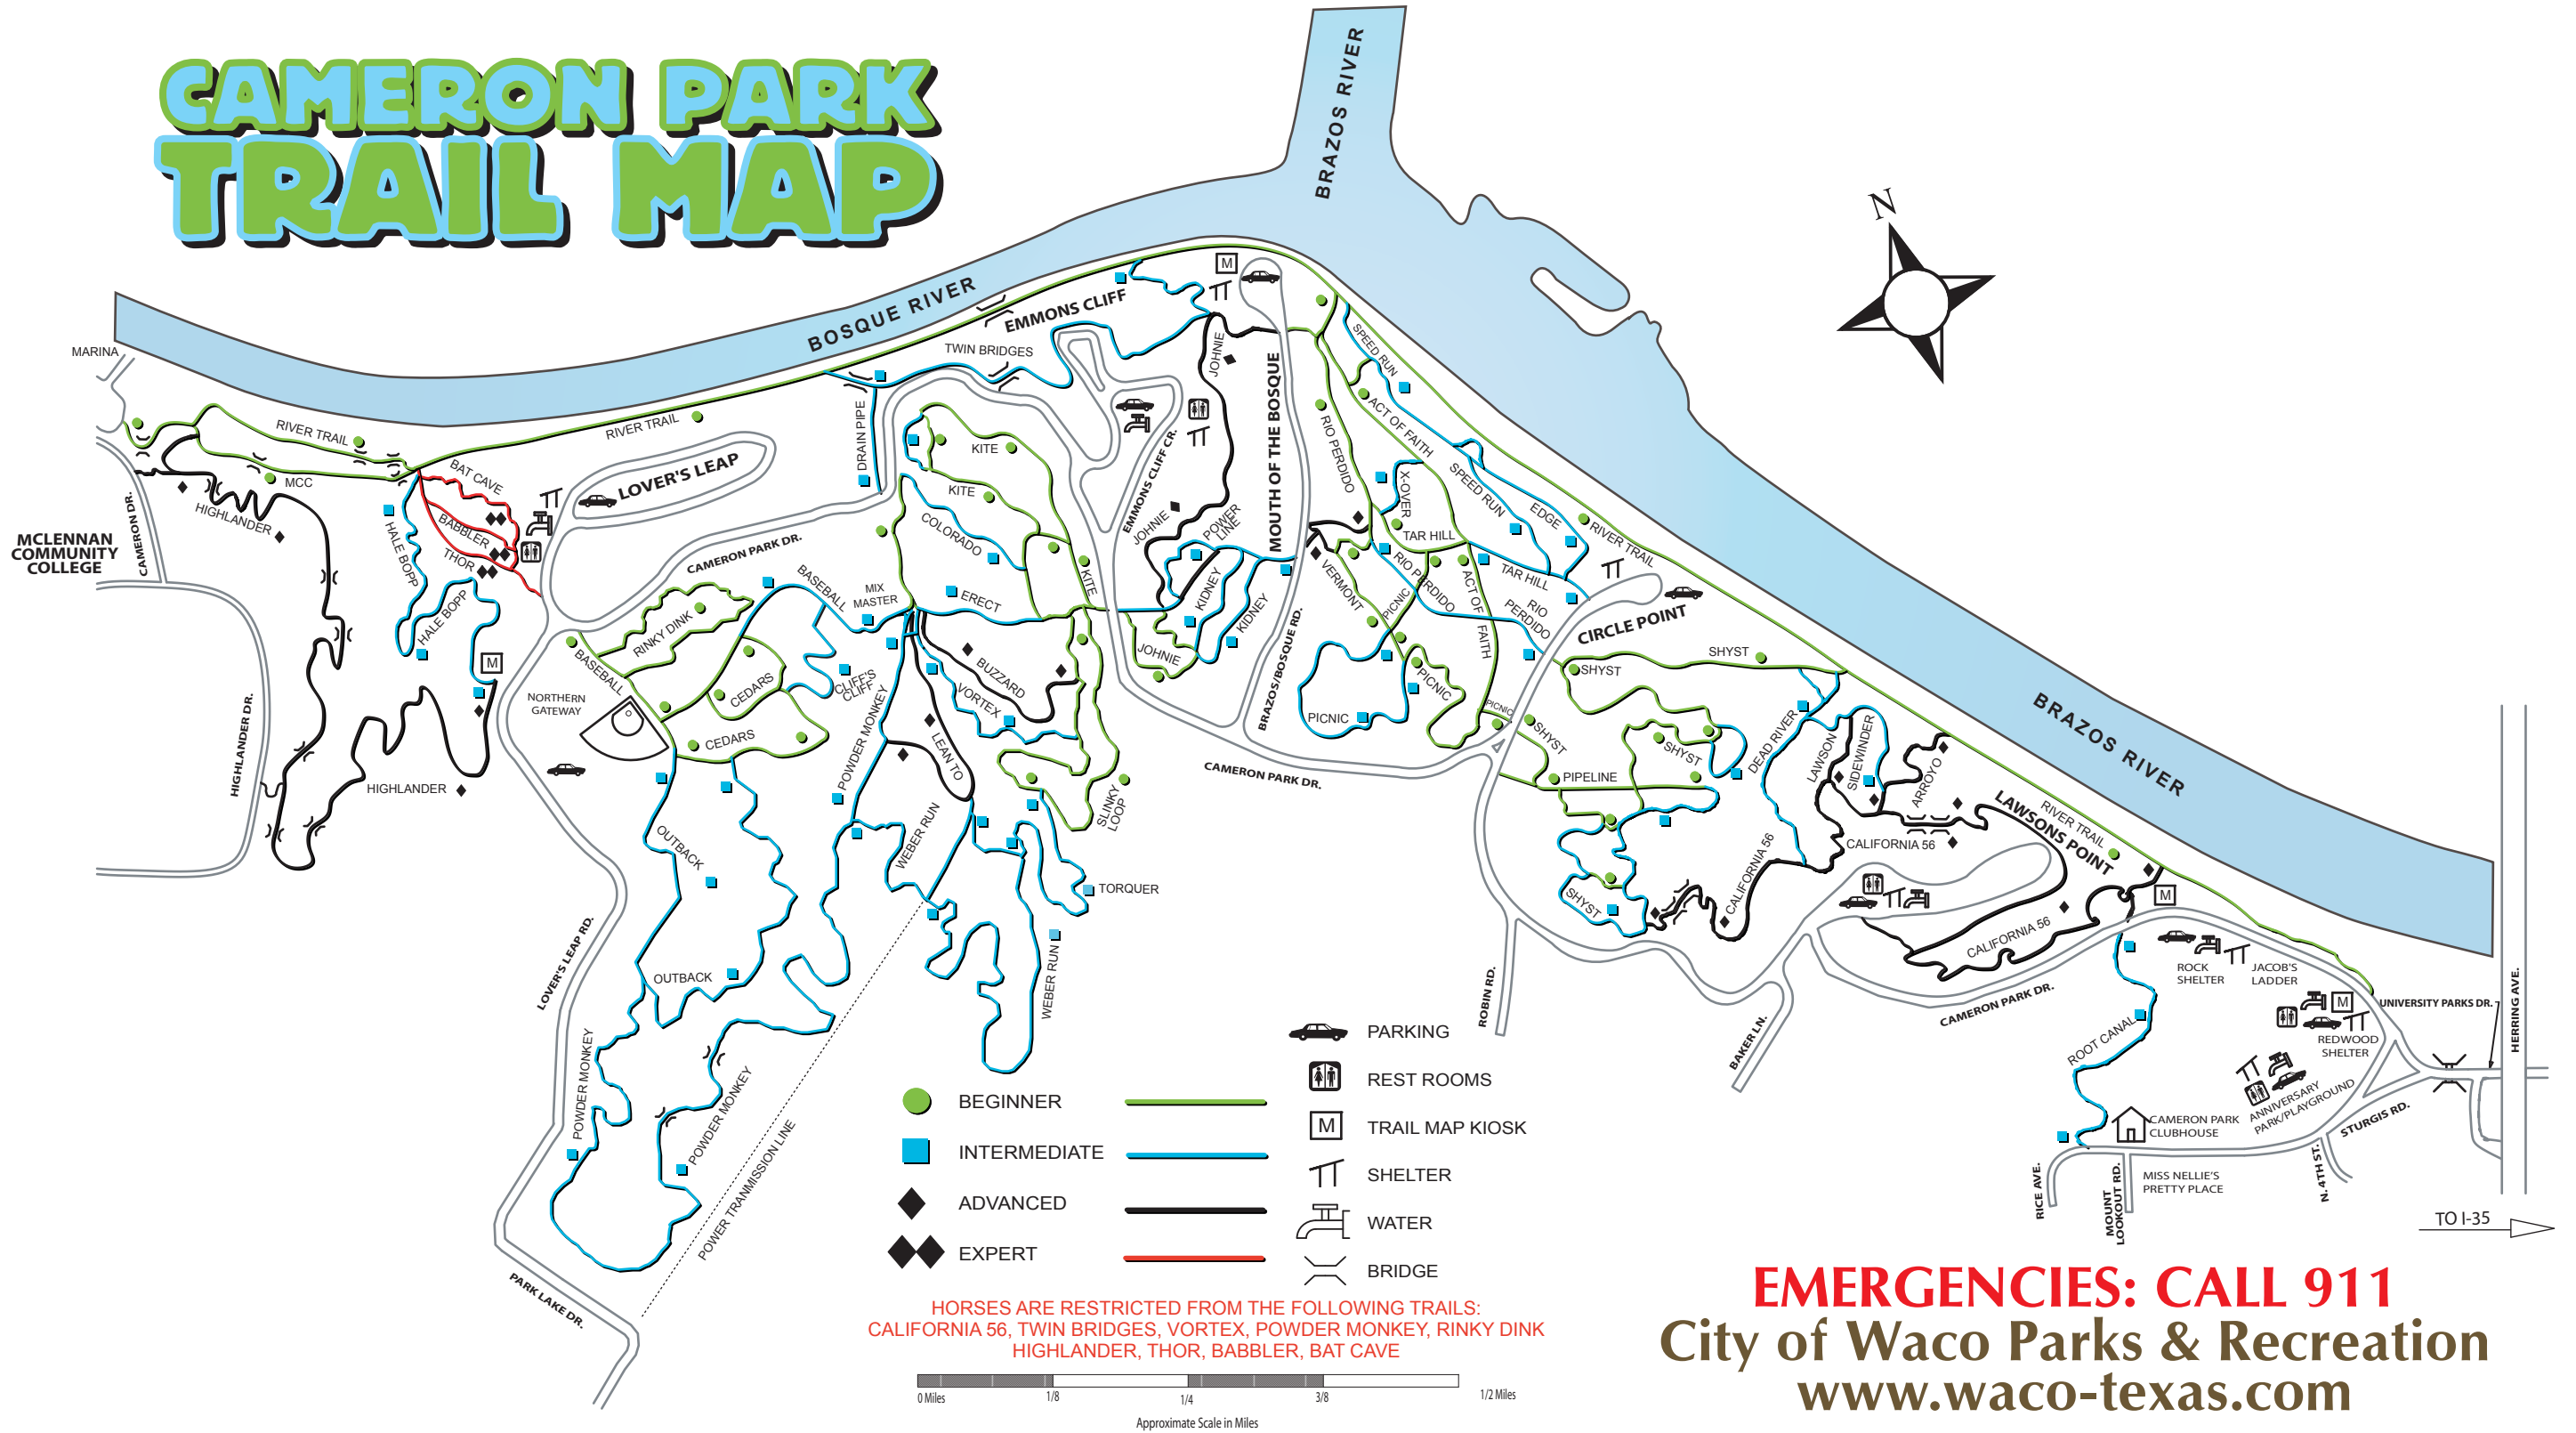 CAMERON PARK
TRAIL MAP
N
BRAZOS RIVER
BOSQUE RIVER
BRAZOS RIVER
MARINA
RIVER TRAIL
RIVER TRAIL
MCC
HIGHLANDER
CAMERON DR.
MCLENNAN
COMMUNITY
COLLEGE
HIGHLANDER DR.
HIGHLANDER
BAT CAVE
BABBLER
THOR
HALE BOPP
HALE BOPP
M
LOVER'S LEAP
CAMERON PARK DR.
NORTHERN
GATEWAY
BASEBALL
RINKY DINK
CEDARS
CEDARS
BASEBALL
MIX
MASTER
CLIFF'S
CLIFF
DRAIN PIPE
TWIN BRIDGES
EMMONS CLIFF
KITE
KITE
KITE
COLORADO
ERECT
BUZZARD
VORTEX
LEAN TO
POWDER MONKEY
WEBER RUN
SLINKY
LOOP
TORQUER
WEBER RUN
OUTBACK
OUTBACK
LOVER'S LEAP RD.
POWDER MONKEY
POWDER MONKEY
POWER TRANMISSION LINE
PARK LAKE DR.
M
JOHNIE
EMMONS CLIFF CR.
JOHNIE
POWER
LINE
KIDNEY
KIDNEY
JOHNIE
MOUTH OF THE BOSQUE
BRAZOS/BOSQUE RD.
CAMERON PARK DR.
SPEED RUN
ACT OF FAITH
RIO PERDIDO
X-OVER
SPEED RUN
EDGE
RIVER TRAIL
TAR HILL
TAR HILL
RIO PERDIDO
RIO
PERDIDO
VERMONT
PICNIC
ACT OF FAITH
PICNIC
PICNIC
PICNIC
CIRCLE POINT
SHYST
SHYST
SHYST
SHYST
PIPELINE
SHYST
DEAD RIVER
LAWSON
SIDEWINDER
ARROYO
CALIFORNIA 56
CALIFORNIA 56
CALIFORNIA 56
LAWSONS POINT
RIVER TRAIL
BRAZOS RIVER
M
ROBIN RD.
BAKER LN.
CAMERON PARK DR.
ROOT CANAL
ROCK
SHELTER
JACOB'S
LADDER
M
REDWOOD
SHELTER
UNIVERSITY PARKS DR.
HERRING AVE.
ANNIVERSARY
PARK/PLAYGROUND
STURGIS RD.
CAMERON PARK
CLUBHOUSE
MISS NELLIE'S
PRETTY PLACE
RICE AVE.
MOUNT
LOOKOUT RD.
N. 4TH ST.
TO I-35
BEGINNER
INTERMEDIATE
ADVANCED
EXPERT
PARKING
REST ROOMS
M
TRAIL MAP KIOSK
SHELTER
WATER
BRIDGE
HORSES ARE RESTRICTED FROM THE FOLLOWING TRAILS:
CALIFORNIA 56, TWIN BRIDGES, VORTEX, POWDER MONKEY, RINKY DINK
HIGHLANDER, THOR, BABBLER, BAT CAVE
0 Miles 1/8 1/4 3/8 1/2 Miles
Approximate Scale in Miles
EMERGENCIES: CALL 911
City of Waco Parks & Recreation
www.waco-texas.com